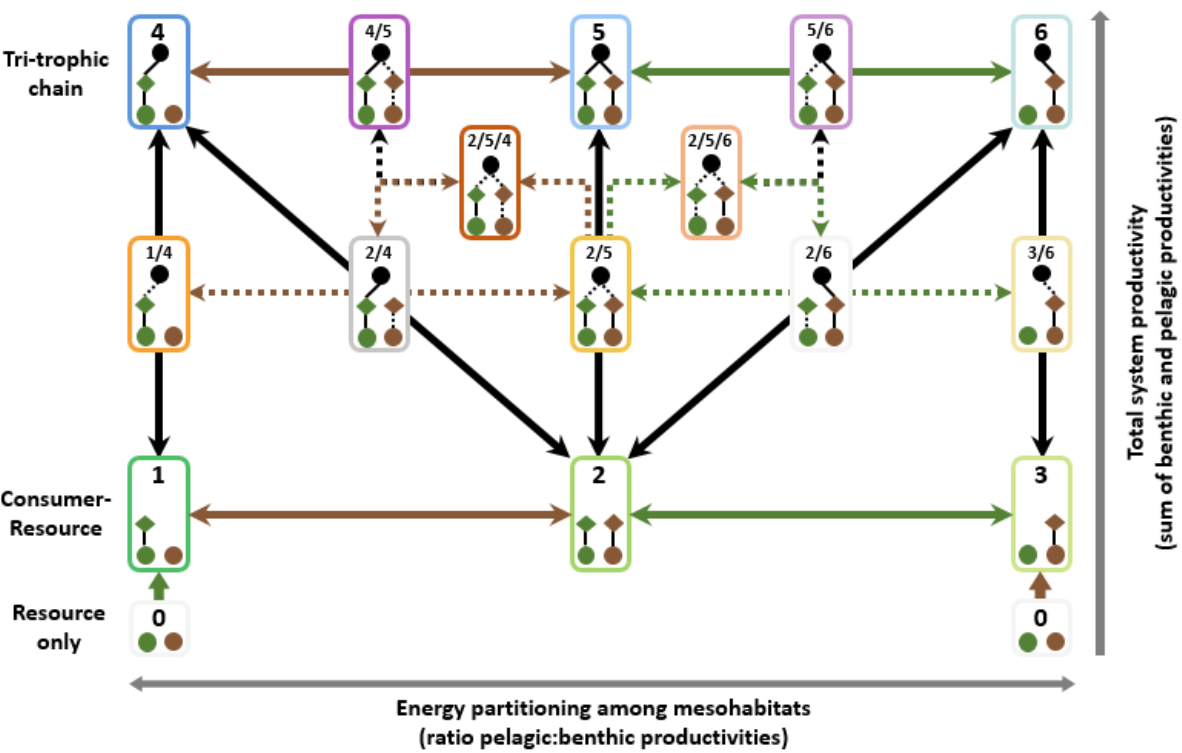 Tri-trophic
chain
4
4/5
5
5/6
6
2/5/4
2/5/6
1/4
2/4
2/5
2/6
3/6
Consumer-
Resource
1
2
3
Resource
only
0
0
Energy partitioning among mesohabitats
(ratio pelagic:benthic productivities)
Total system productivity
(sum of benthic and pelagic productivities)